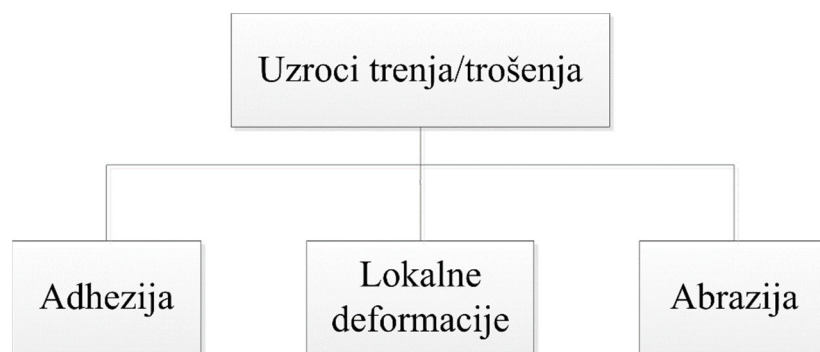 Uzroci trenja/trošenja
Adhezija
Lokalne
deformacije
Abrazija